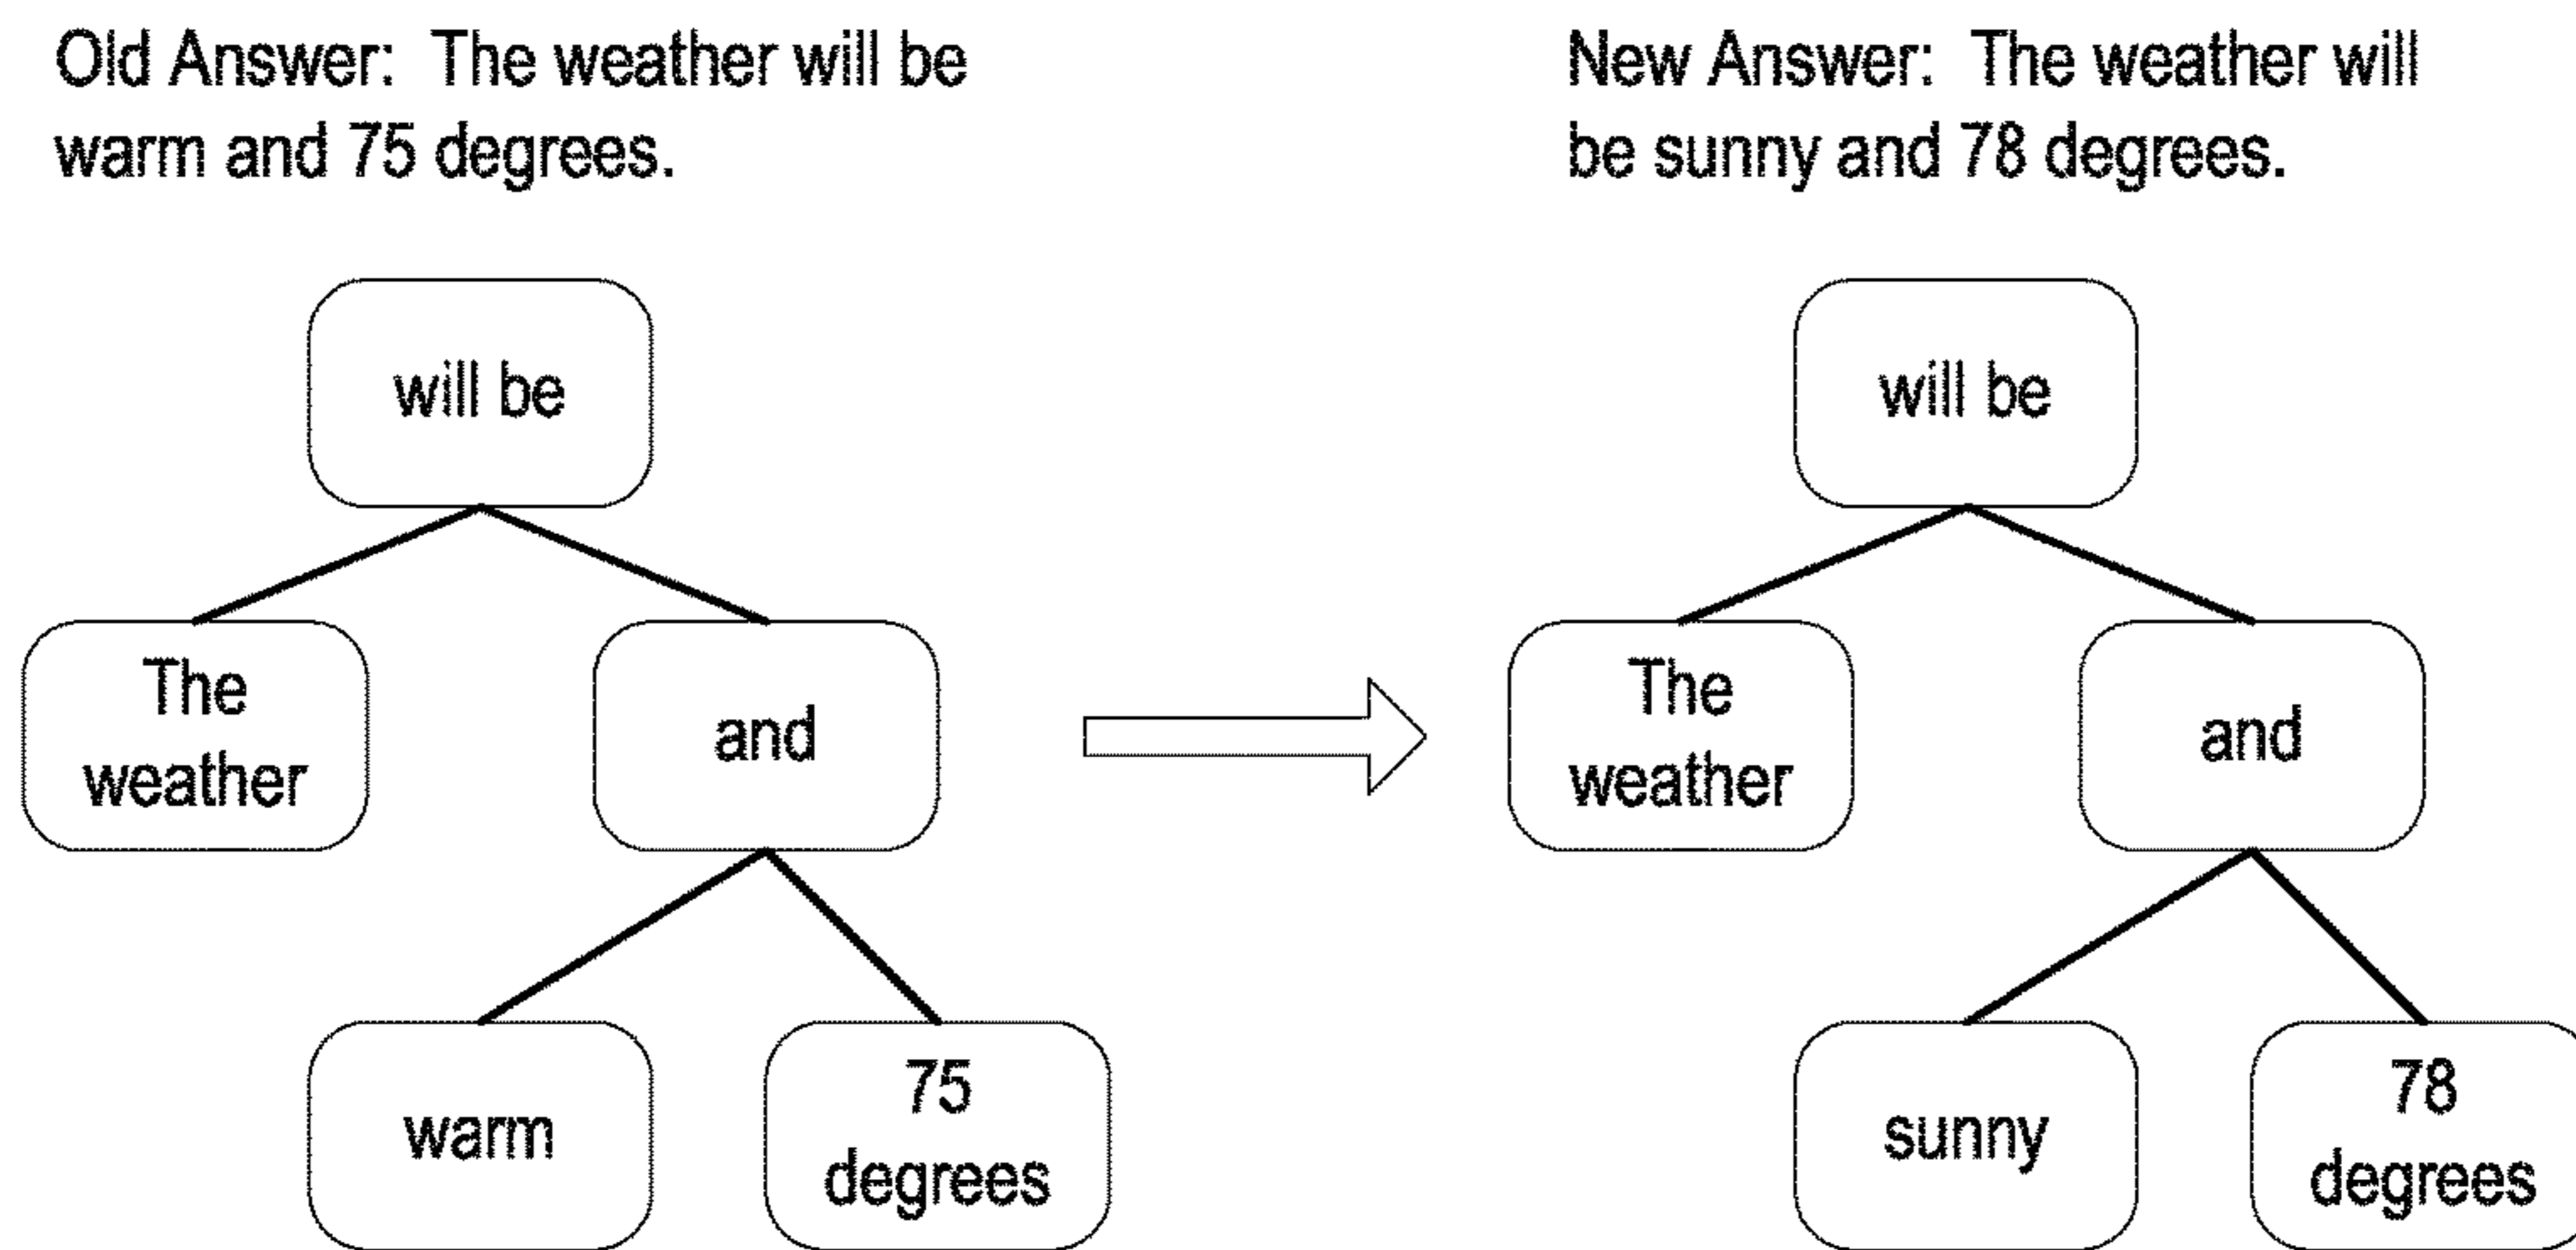 Old Answer: The weather will be
warm and 75 degrees.
New Answer: The weather will
be sunny and 78 degrees.
will be
The
weather
and
warm
75
degrees
will be
The
weather
and
sunny
78
degrees